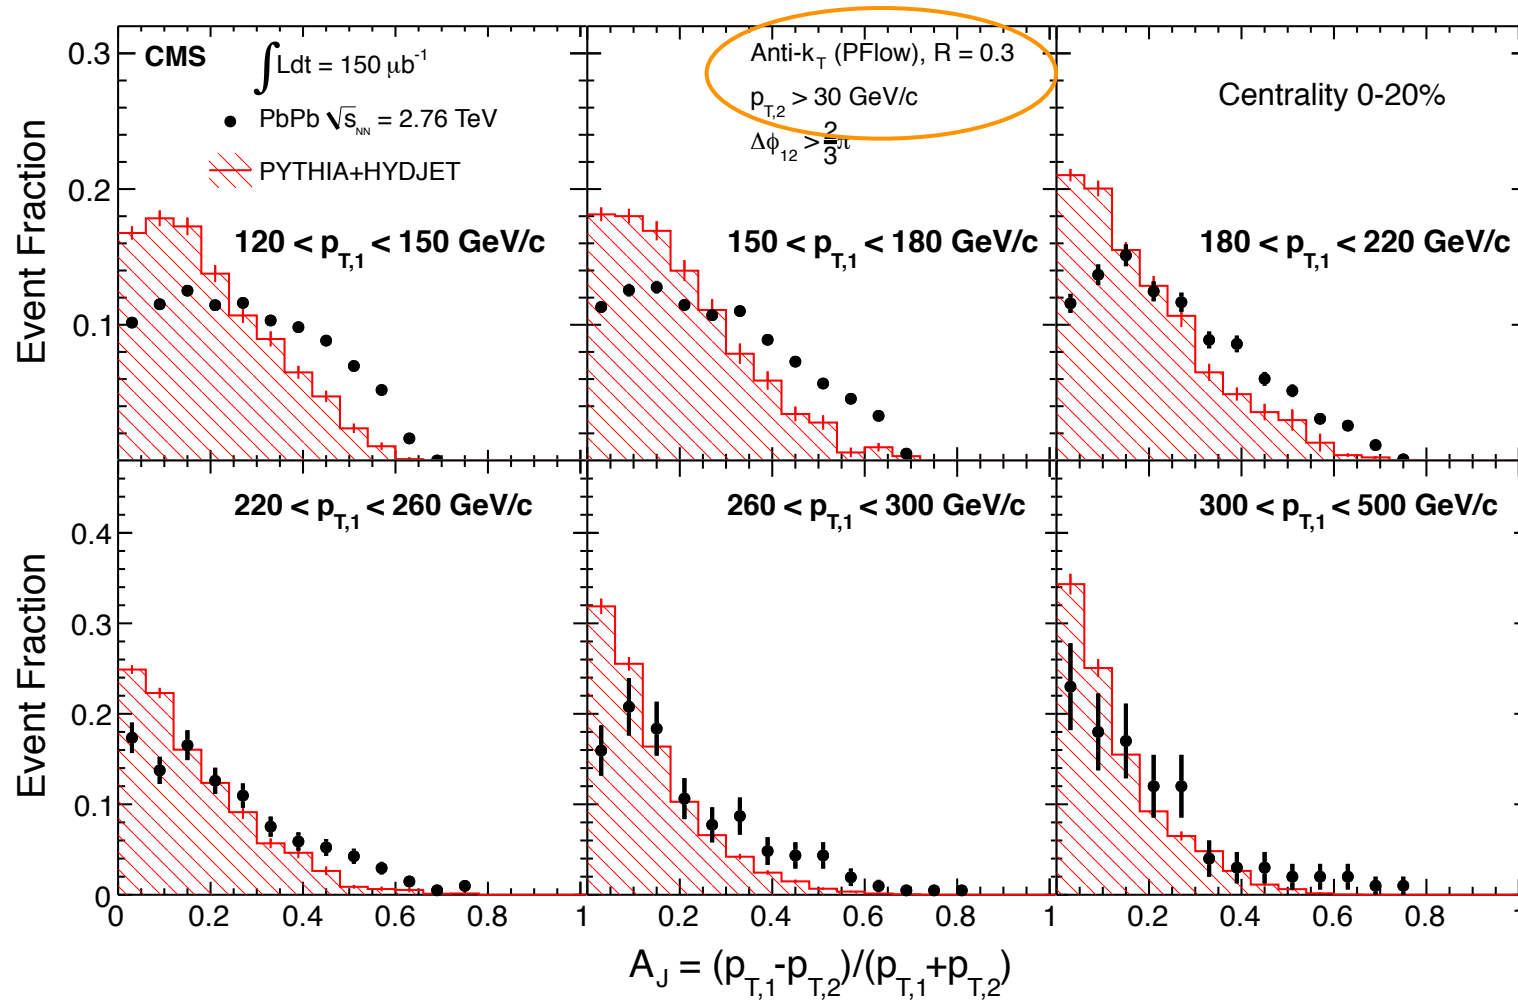 CMS
∫Ldt = 150 μb⁻¹
PbPb √s_NN = 2.76 TeV
PYTHIA+HYDJET
Anti-k_T (PFlow), R = 0.3
p_T,2 > 30 GeV/c
Δϕ_12 > 2/3 π
Centrality 0-20%
120 < p_T,1 < 150 GeV/c
150 < p_T,1 < 180 GeV/c
180 < p_T,1 < 220 GeV/c
Event Fraction
0.3
0.2
0.1
220 < p_T,1 < 260 GeV/c
260 < p_T,1 < 300 GeV/c
300 < p_T,1 < 500 GeV/c
Event Fraction
0.4
0.3
0.2
0.1
0
0 0.2 0.4 0.6 0.8 1 0.2 0.4 0.6 0.8 1 0.2 0.4 0.6 0.8 1
A_J = (p_T,1-p_T,2)/(p_T,1+p_T,2)